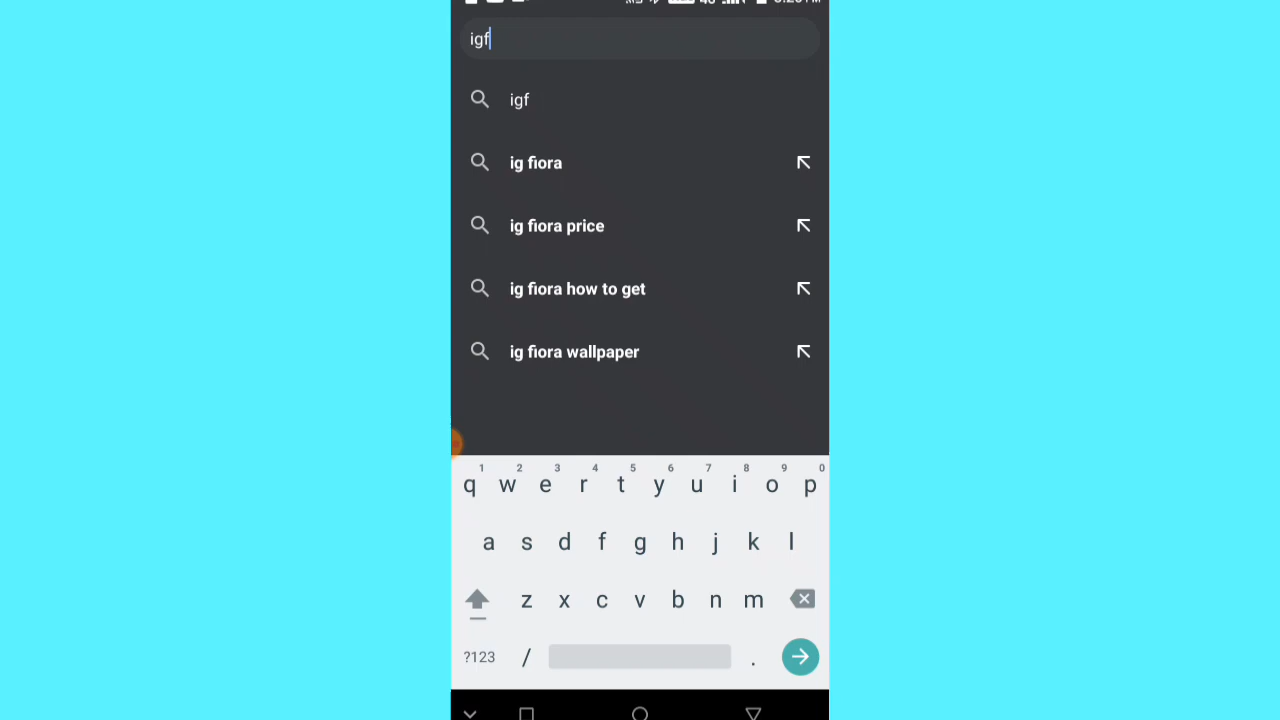 igf
igf
ig fiora
ig fiora price
ig fiora how to get
ig fiora wallpaper
1 2 3 4 5 6 7 8 9 0
q w e r t y u i o p
a s d f g h j k l
z x c v b n m
?123 / .